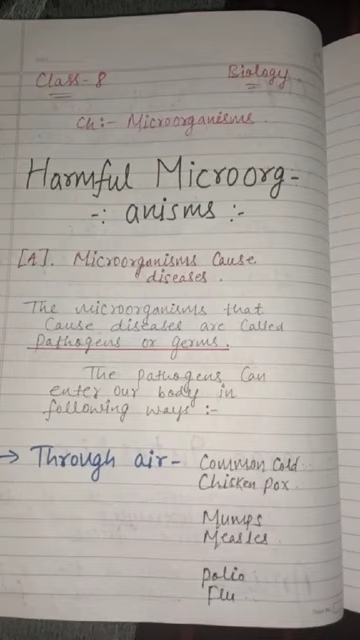 Class-8 Biology
Ch:- Microorganisms.
Harmful Microorg-
-: anisms :-
[A]. Microorganisms Cause
diseases.
The microorganisms that
Cause diseases are called
pathogens or germs.
The pathogens Can
enter our body in
following ways :-
→ Through air - Common Cold
Chicken pox
Mumps
Measles
polio
Flu